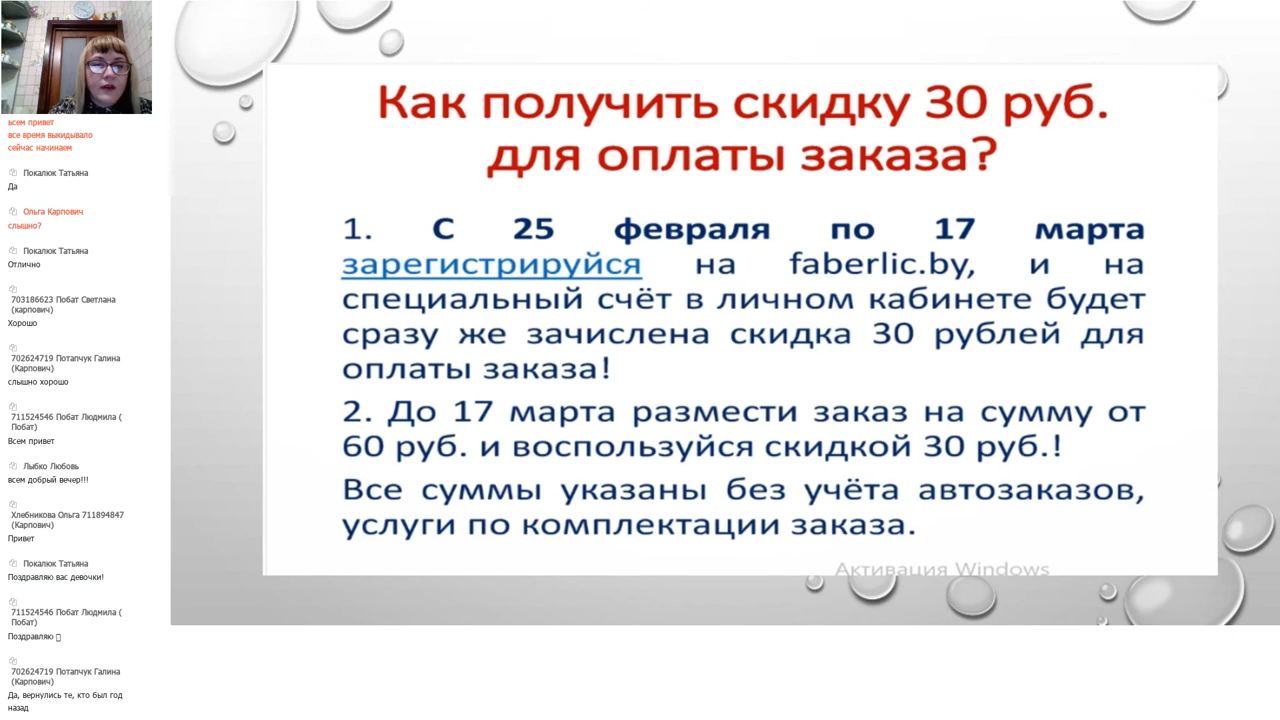 ьсем привет
все время выкидывало
сейчас начинаем
Покалюк Татьяна
Да
Ольга Карпович
слышно?
Покалюк Татьяна
Отлично
703186623 Побат Светлана
(карпович)
Хорошо
702624719 Потапчук Галина
(Карпович)
слышно хорошо
711524546 Побат Людмила (
Побат)
Всем привет
Лыбко Любовь
всем добрый вечер!!!
Хлебникова Ольга 711894847
(Карпович)
Привет
Покалюк Татьяна
Поздравляю вас девочки!
711524546 Побат Людмила (
Побат)
Поздравляю
702624719 Потапчук Галина
(Карпович)
Да, вернулись те, кто был год
назад
Как получить скидку 30 руб.
для оплаты заказа?
1. С 25 февраля по 17 марта
зарегистрируйся на faberlic.by, и на
специальный счёт в личном кабинете будет
сразу же зачислена скидка 30 рублей для
оплаты заказа!
2. До 17 марта размести заказ на сумму от
60 руб. и воспользуйся скидкой 30 руб.!
Все суммы указаны без учёта автозаказов,
услуги по комплектации заказа.
Активация Windows